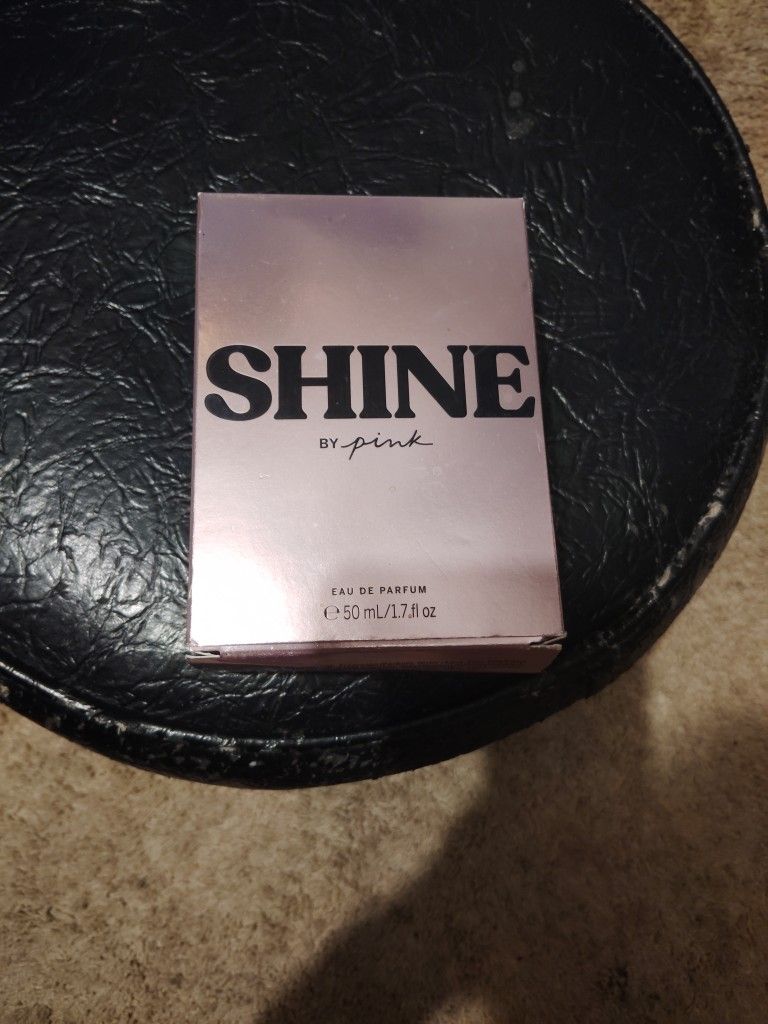 SHINE
BY pink
EAU DE PARFUM
℮ 50 mL/1.7 fl oz